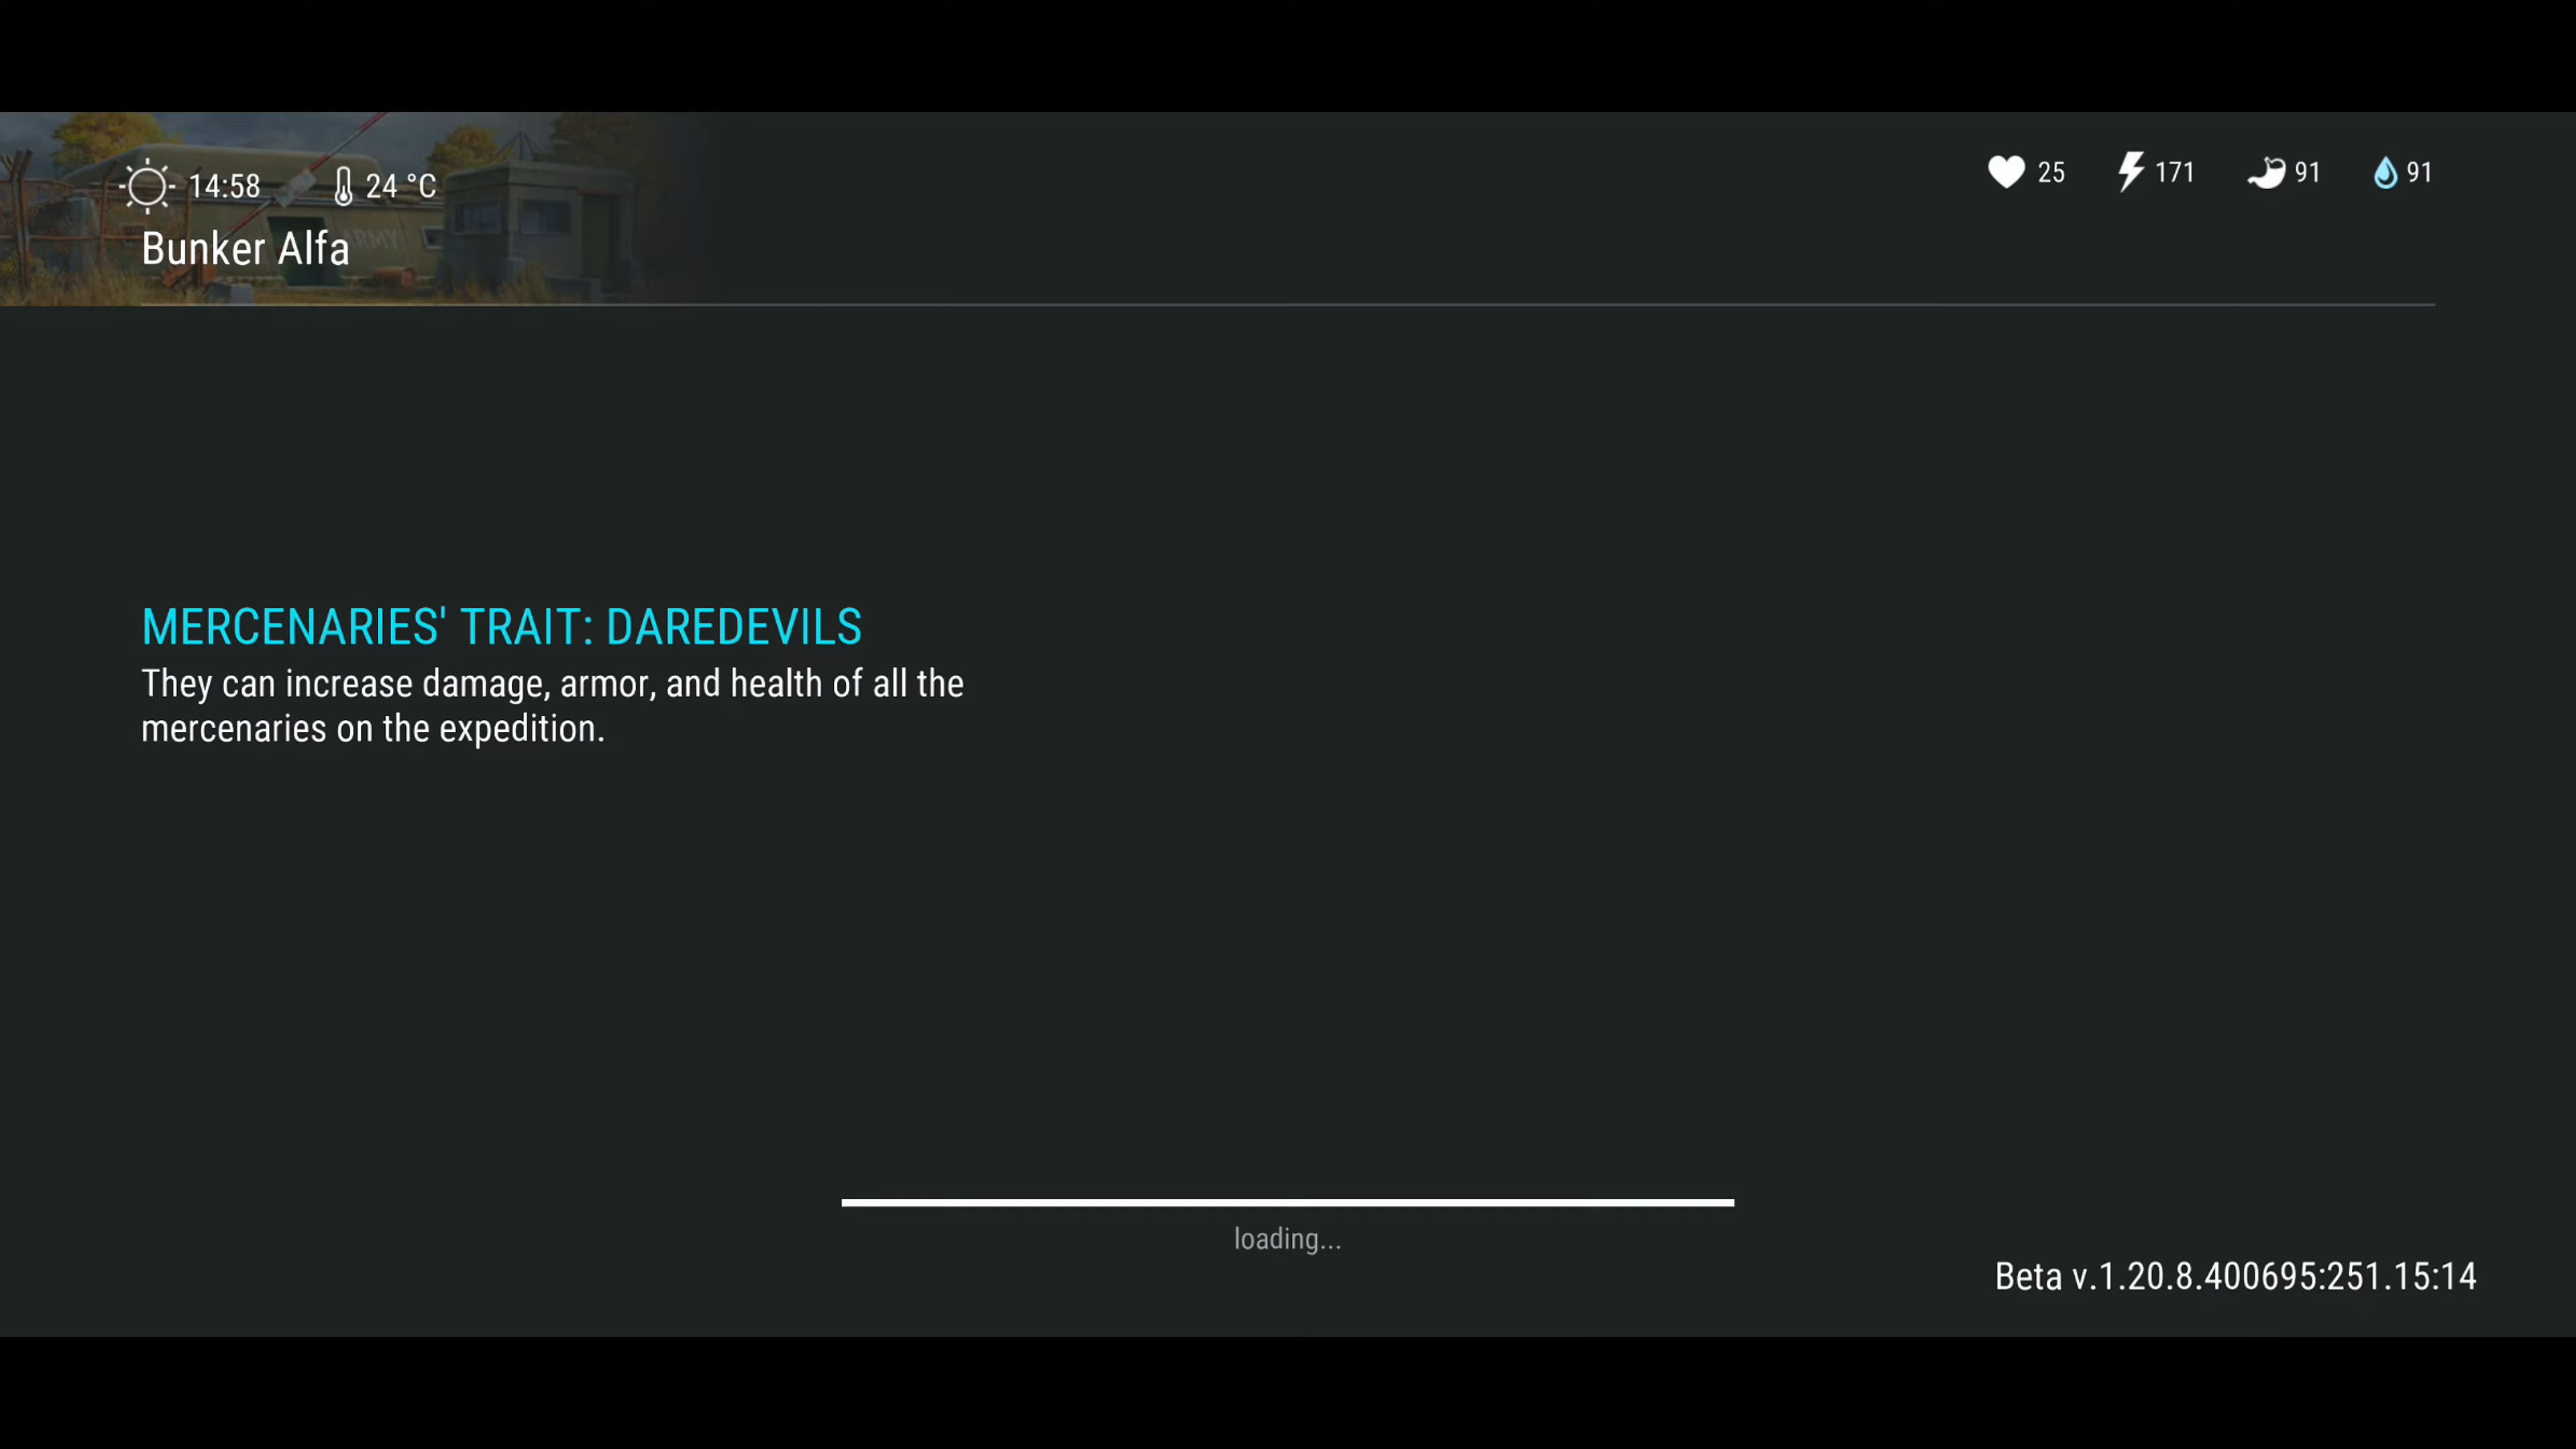 14:58 24 °C
25 171 91 91
Bunker Alfa
ARMY
MERCENARIES' TRAIT: DAREDEVILS
They can increase damage, armor, and health of all the
mercenaries on the expedition.
loading...
Beta v.1.20.8.400695:251.15:14